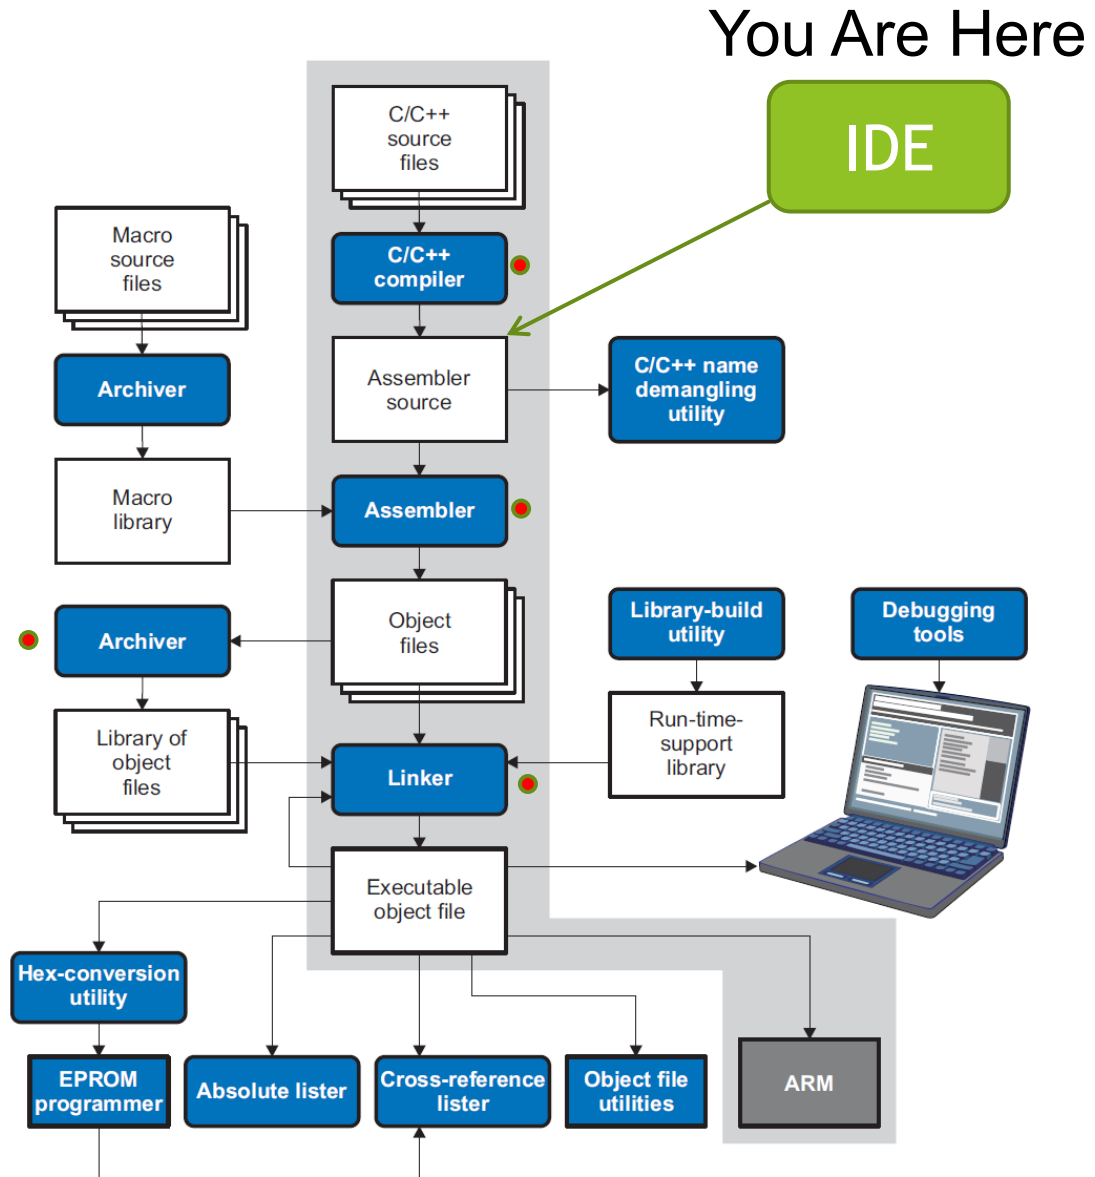 You Are Here
IDE
C/C++
source
files
Macro
source
files
C/C++
compiler
Archiver
Assembler
source
C/C++ name
demangling
utility
Macro
library
Assembler
Archiver
Object
files
Library-build
utility
Debugging
tools
Library of
object
files
Linker
Run-time-
support
library
Executable
object file
Hex-conversion
utility
EPROM
programmer
Absolute lister
Cross-reference
lister
Object file
utilities
ARM